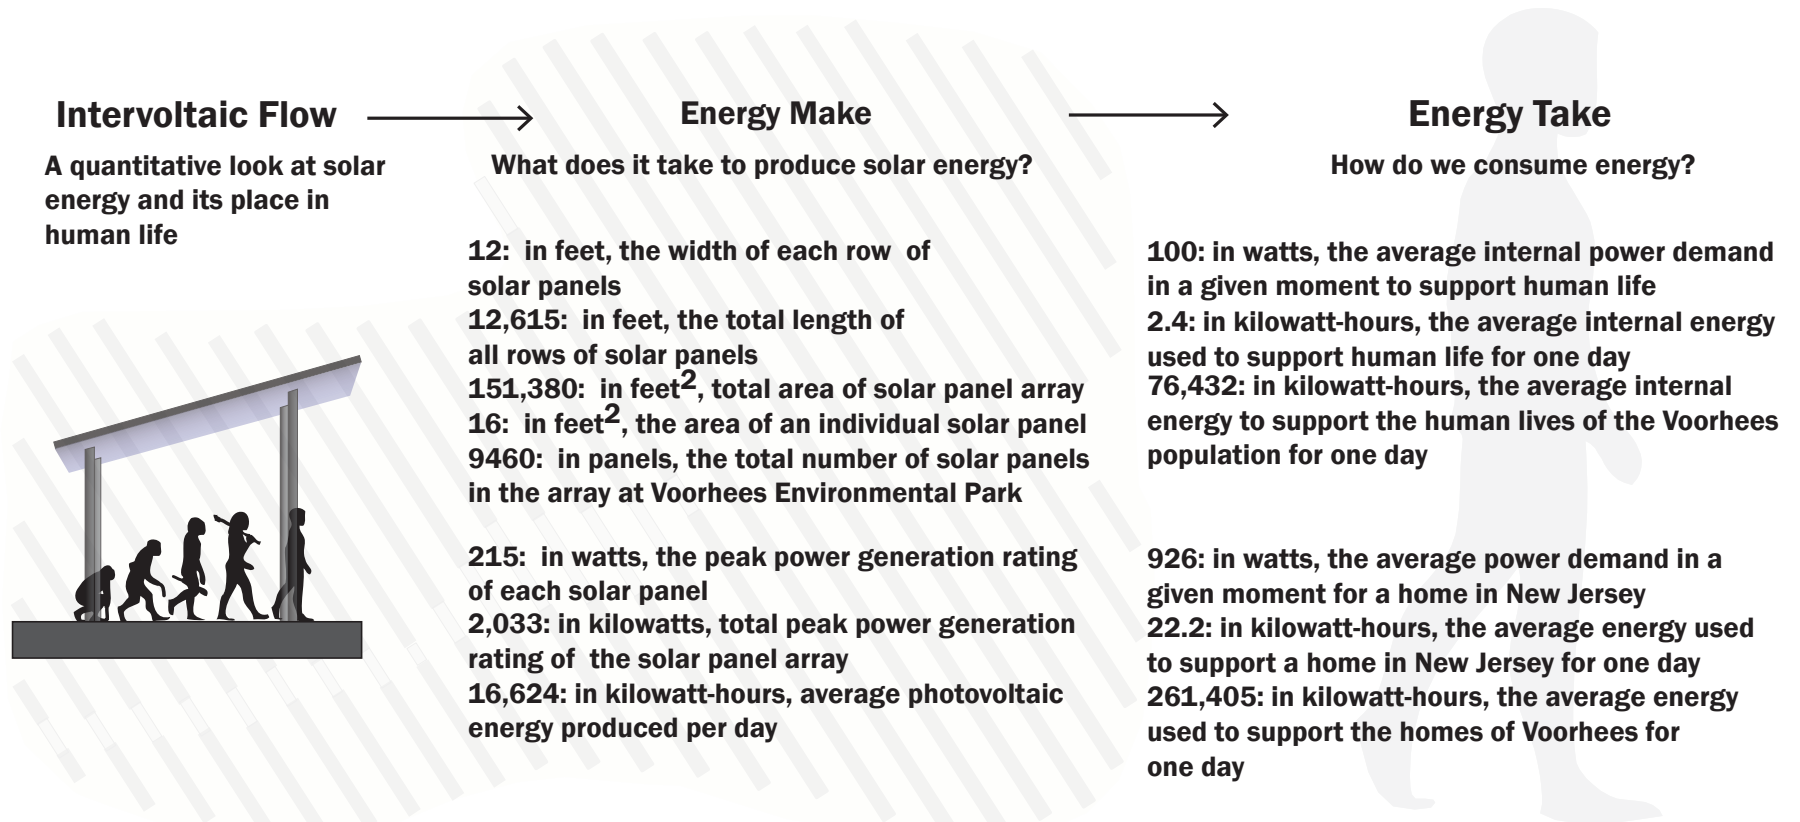 Intervoltaic Flow
A quantitative look at solar
energy and its place in
human life
Energy Make
What does it take to produce solar energy?
12: in feet, the width of each row of
solar panels
12,615: in feet, the total length of
all rows of solar panels
151,380: in feet², total area of solar panel array
16: in feet², the area of an individual solar panel
9460: in panels, the total number of solar panels
in the array at Voorhees Environmental Park
215: in watts, the peak power generation rating
of each solar panel
2,033: in kilowatts, total peak power generation
rating of the solar panel array
16,624: in kilowatt-hours, average photovoltaic
energy produced per day
Energy Take
How do we consume energy?
100: in watts, the average internal power demand
in a given moment to support human life
2.4: in kilowatt-hours, the average internal energy
used to support human life for one day
76,432: in kilowatt-hours, the average internal
energy to support the human lives of the Voorhees
population for one day
926: in watts, the average power demand in a
given moment for a home in New Jersey
22.2: in kilowatt-hours, the average energy used
to support a home in New Jersey for one day
261,405: in kilowatt-hours, the average energy
used to support the homes of Voorhees for
one day